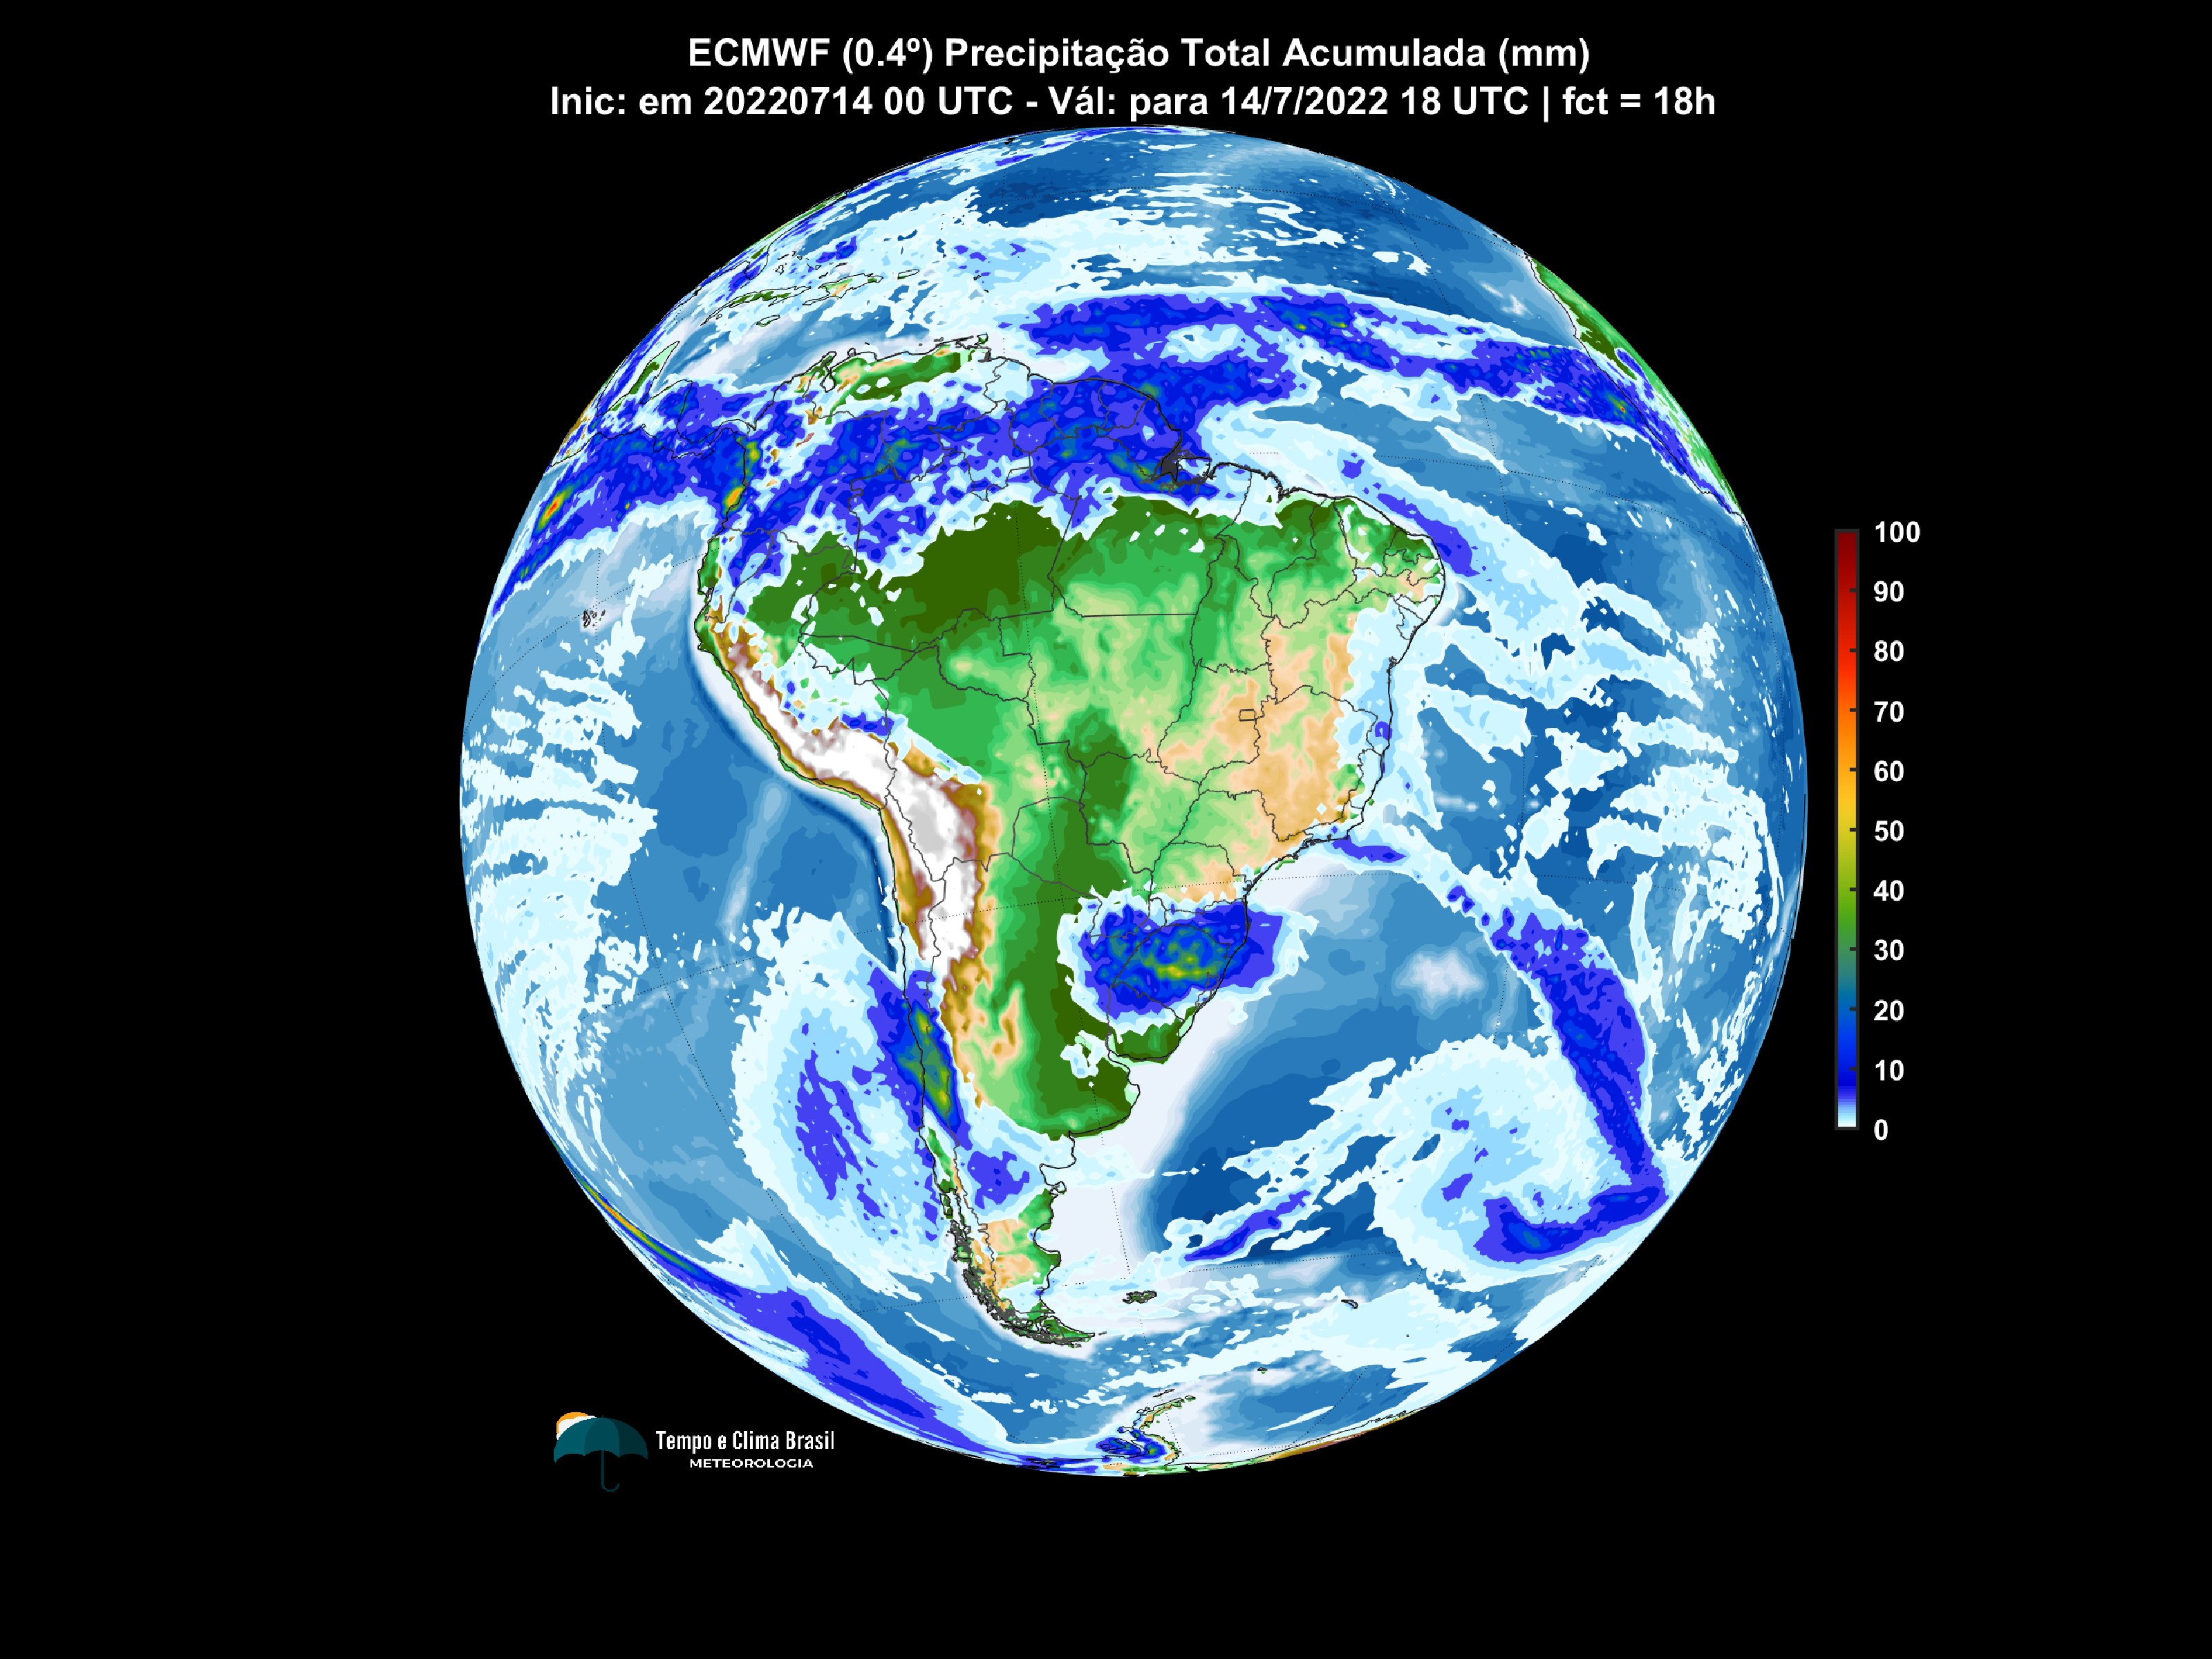 ECMWF (0.4º) Precipitação Total Acumulada (mm)
Inic: em 20220714 00 UTC - Vál: para 14/7/2022 18 UTC | fct = 18h
100
90
80
70
60
50
40
30
20
10
0
Tempo e Clima Brasil
METEOROLOGIA